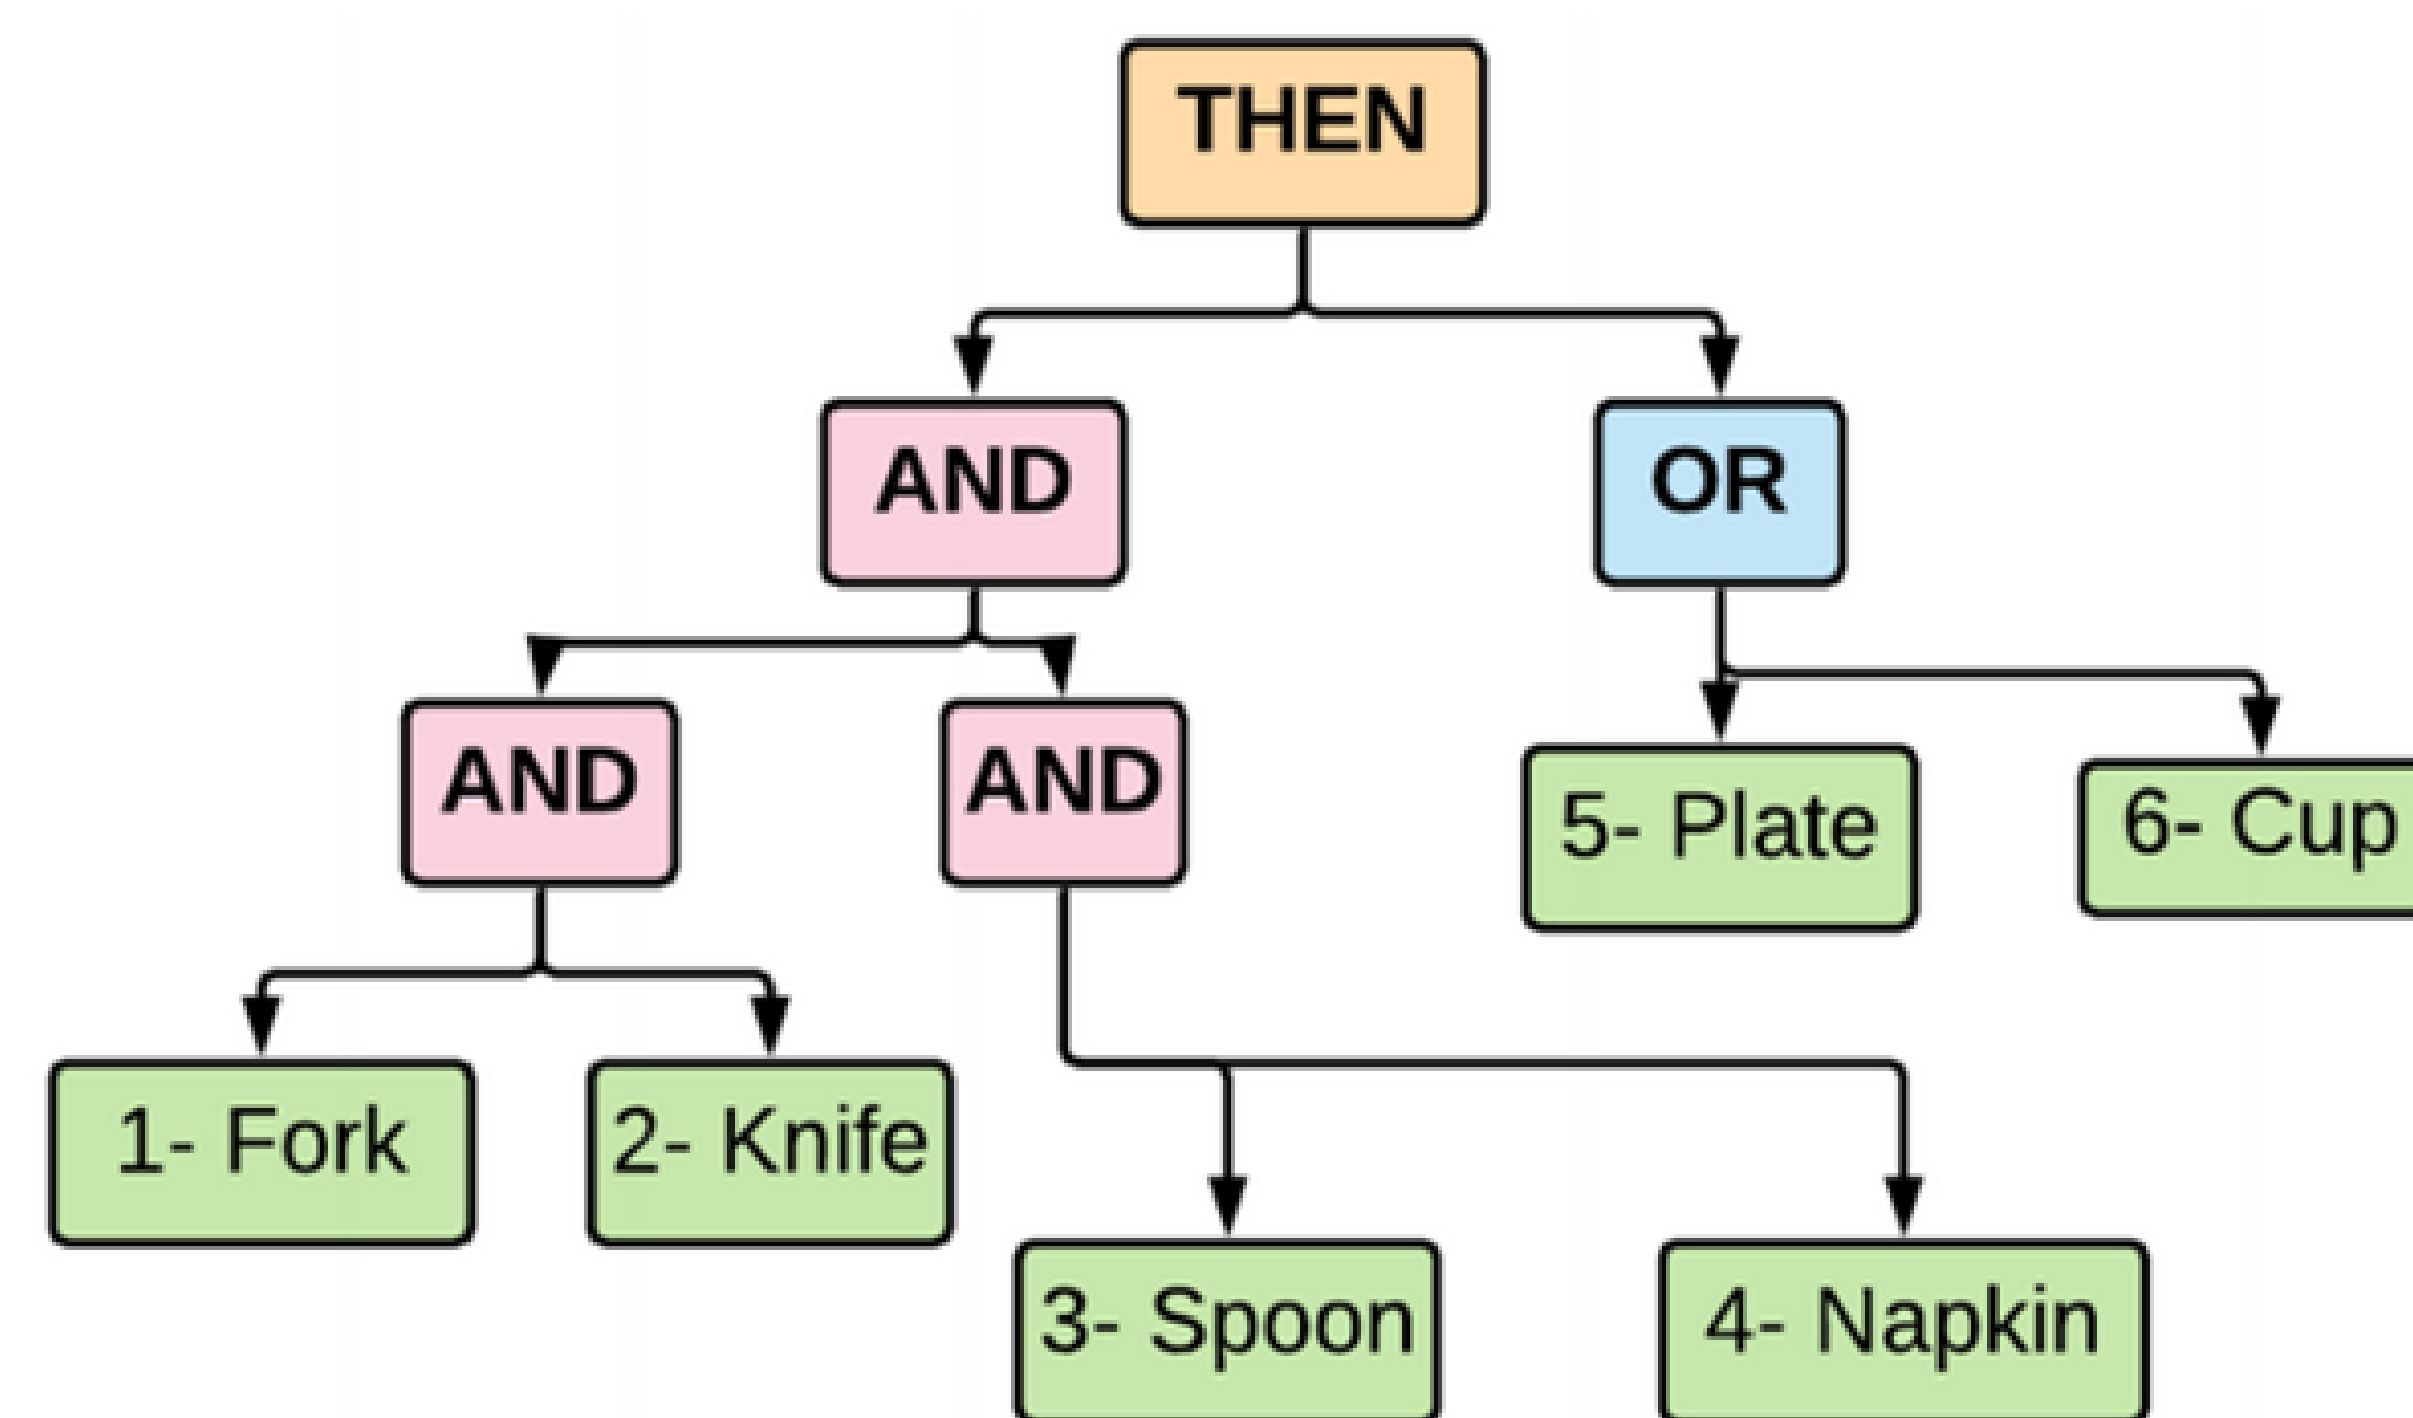 THEN
AND
OR
AND
AND
5- Plate
6- Cup
1- Fork
2- Knife
3- Spoon
4- Napkin